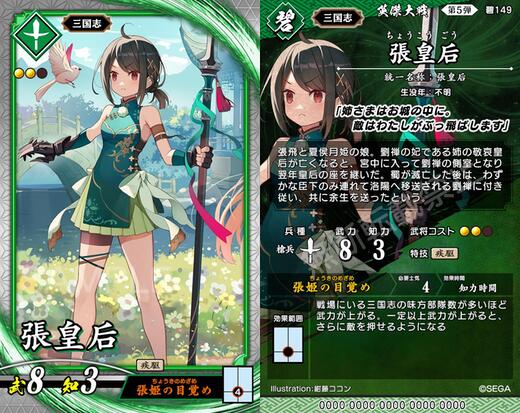 三国志
張皇后
疾駆
武8 知3
ちょうきのめざめ
張姫の目覚め
4
碧
三国志
英傑大戦
第5弾
碧149
ちょうこうごう
張皇后
統一名称:張皇后
生没年:不明
「姉さまはお城の中に。
敵はわたしがぶっ飛ばします」
張飛と夏侯月姫の娘。劉禅の妃である姉の敬哀皇
后が亡くなると、宮中に入って劉禅の側室となり
翌年皇后の座を継いだ。蜀が滅亡した後は、わず
かな臣下のみ連れて洛陽へ移送される劉禅に付き
従い、共に余生を送ったという。
兵種 武力 知力 武将コスト
槍兵 8 3 特技 疾駆
ちょうきのめざめ 必要士気 効果時間
張姫の目覚め 4 知力時間
効果範囲
戦場にいる三国志の味方部隊数が多いほど
武力が上がる。一定以上武力が上がると、
さらに敵を押せるようになる
Illustration:紺藤ココン ©SEGA
0000-0000-0000-0000-0000